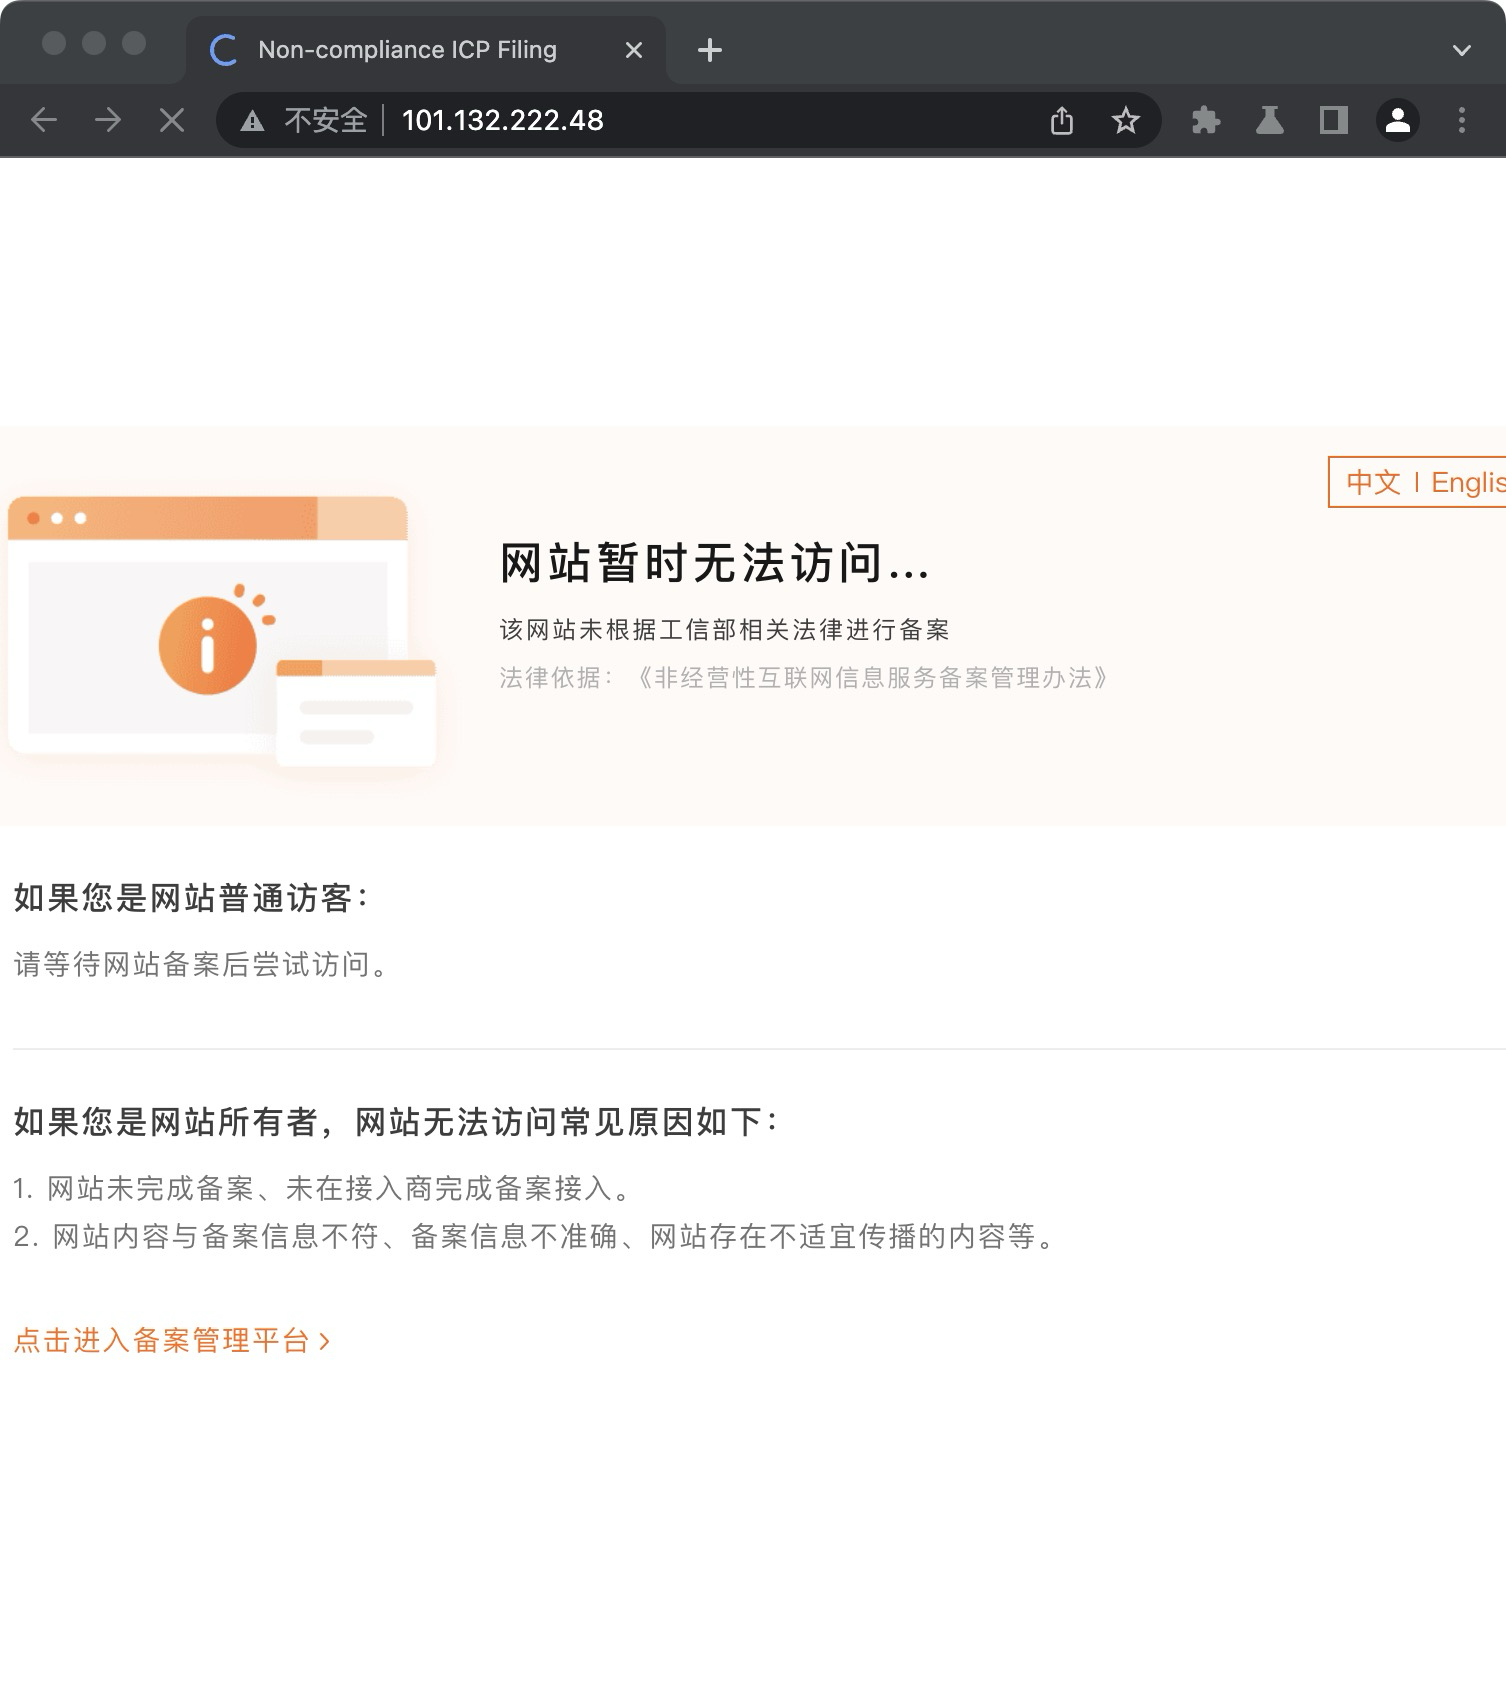 Non-compliance ICP Filing
不安全 101.132.222.48
中文 | Englis
网站暂时无法访问...
该网站未根据工信部相关法律进行备案
法律依据：《非经营性互联网信息服务备案管理办法》
如果您是网站普通访客：
请等待网站备案后尝试访问。
如果您是网站所有者，网站无法访问常见原因如下：
1. 网站未完成备案、未在接入商完成备案接入。
2. 网站内容与备案信息不符、备案信息不准确、网站存在不适宜传播的内容等。
点击进入备案管理平台 >